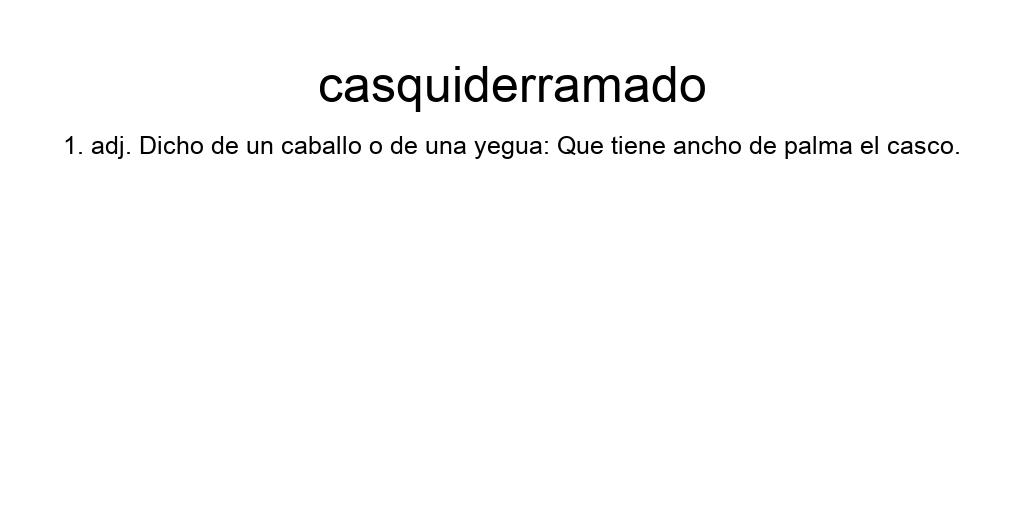 casquiderramado
1. adj. Dicho de un caballo o de una yegua: Que tiene ancho de palma el casco.